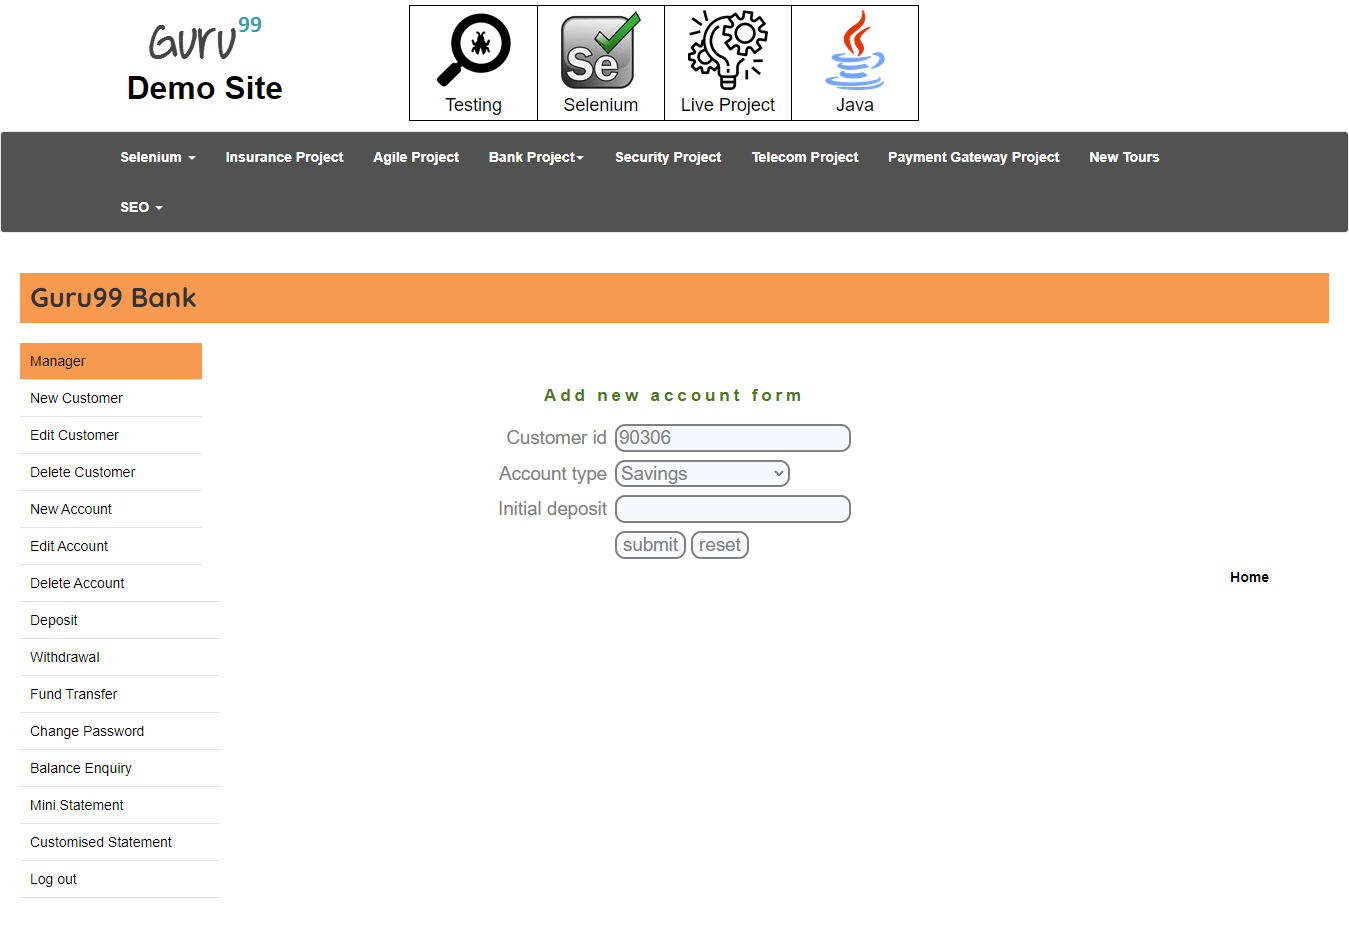 Guru99
Demo Site
Testing
Selenium
Live Project
Java
Selenium
Insurance Project
Agile Project
Bank Project
Security Project
Telecom Project
Payment Gateway Project
New Tours
SEO
Guru99 Bank
Manager
New Customer
Edit Customer
Delete Customer
New Account
Edit Account
Delete Account
Deposit
Withdrawal
Fund Transfer
Change Password
Balance Enquiry
Mini Statement
Customised Statement
Log out
Add new account form
Customer id 90306
Account type Savings
Initial deposit
submit reset
Home